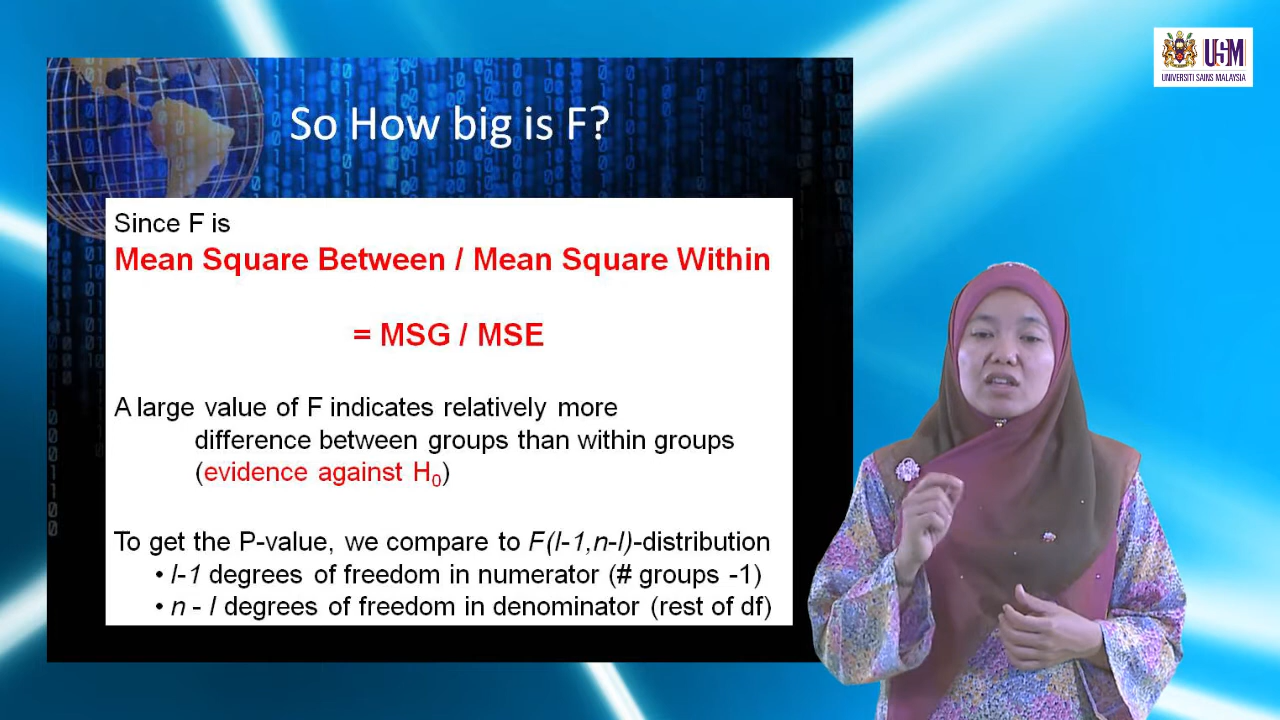 USM
UNIVERSITI SAINS MALAYSIA
So How big is F?
Since F is
Mean Square Between / Mean Square Within
= MSG / MSE
A large value of F indicates relatively more
difference between groups than within groups
(evidence against H₀)
To get the P-value, we compare to F(I-1,n-I)-distribution
• I-1 degrees of freedom in numerator (# groups -1)
• n - I degrees of freedom in denominator (rest of df)